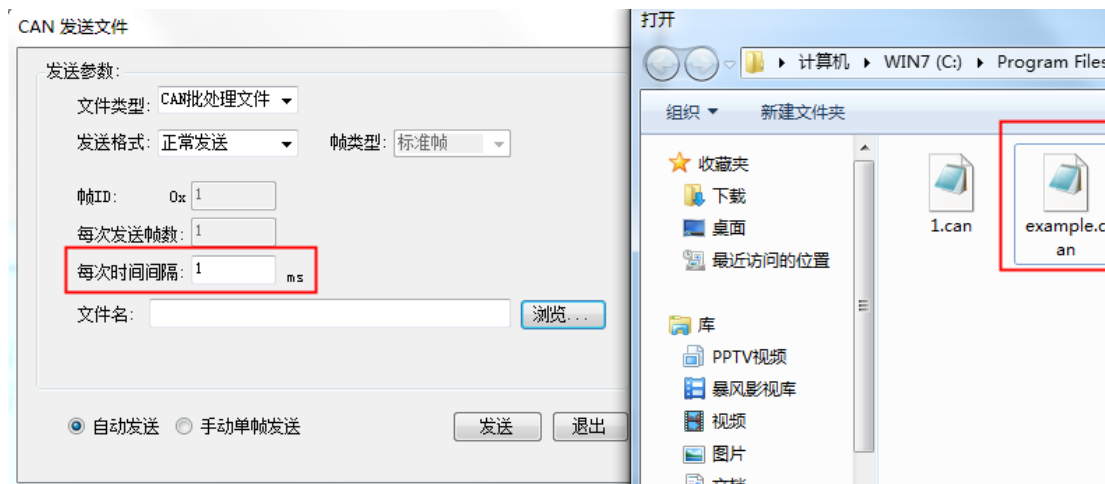 CAN 发送文件
发送参数:
文件类型: CAN批处理文件
发送格式: 正常发送 帧类型: 标准帧
帧ID: 0x 1
每次发送帧数: 1
每次时间间隔: 1 ms
文件名: 浏览...
自动发送 手动单帧发送 发送 退出
打开
计算机 WIN7 (C:) Program Files
组织 新建文件夹
收藏夹
下载
桌面
最近访问的位置
库
PPTV视频
暴风影视库
视频
图片
文档
1.can
example.c
an